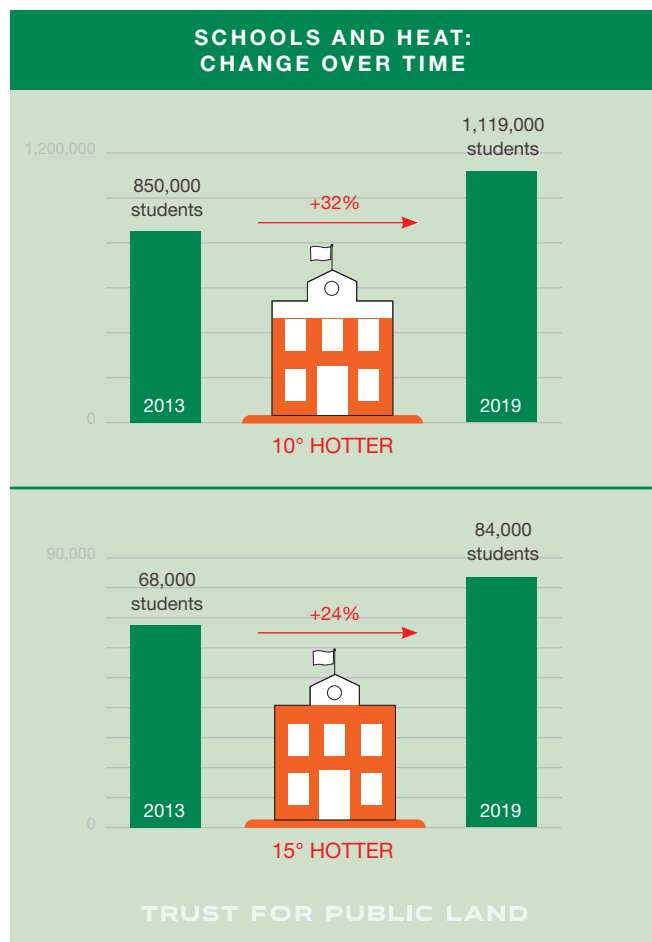 SCHOOLS AND HEAT:
CHANGE OVER TIME
1,119,000
students
1,200,000
850,000
students
+32%
2013
2019
0
10° HOTTER
84,000
students
90,000
68,000
students
+24%
2013
2019
0
15° HOTTER
TRUST FOR PUBLIC LAND